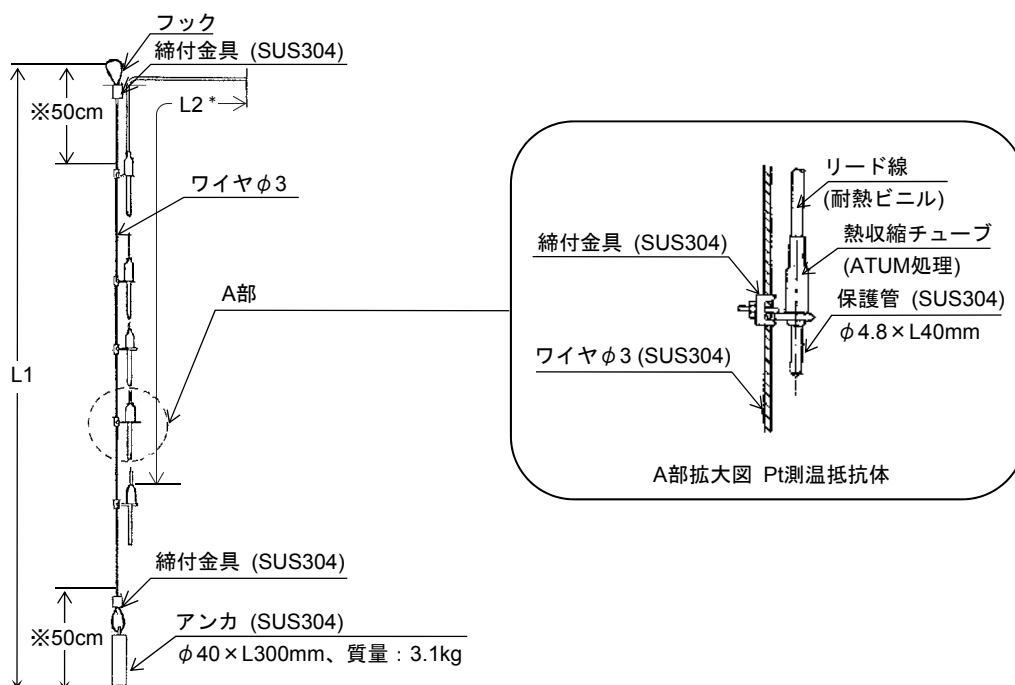 フック
締付金具 (SUS304)
※50cm
L2 *
ワイヤφ3
A部
L1
締付金具 (SUS304)
※50cm
アンカ (SUS304)
φ40×L300mm、質量：3.1kg
リード線
(耐熱ビニル)
締付金具 (SUS304)
熱収縮チューブ
(ATUM処理)
保護管 (SUS304)
φ4.8×L40mm
ワイヤφ3 (SUS304)
A部拡大図 Pt測温抵抗体